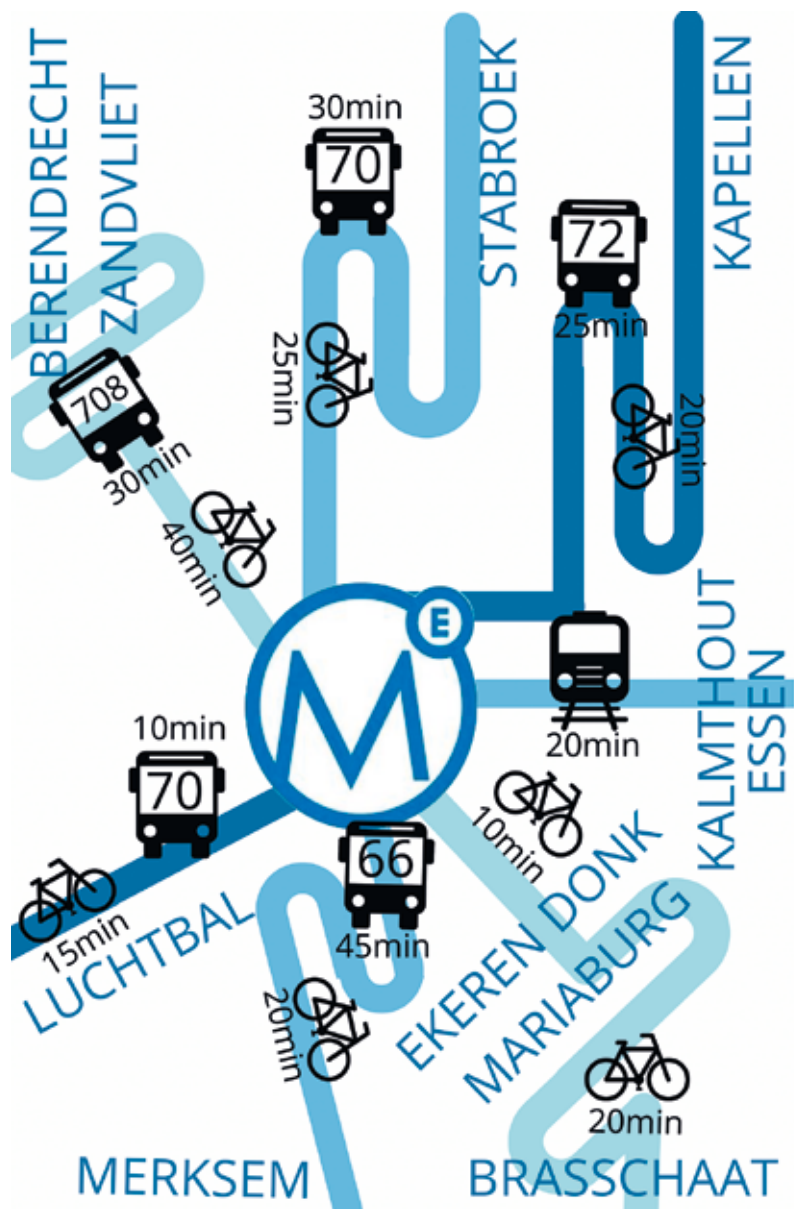 BERENDRECHT
ZANDVLIET
30min
70
STABROEK
KAPELLEN
72
25min
25min
20min
708
30min
40min
E
M
KALMTHOUT
ESSEN
20min
10min
70
10min
66
45min
15min
LUCHTBAL
20min
EKEREN DONK
MARIABURG
20min
MERKSEM
BRASSCHAAT